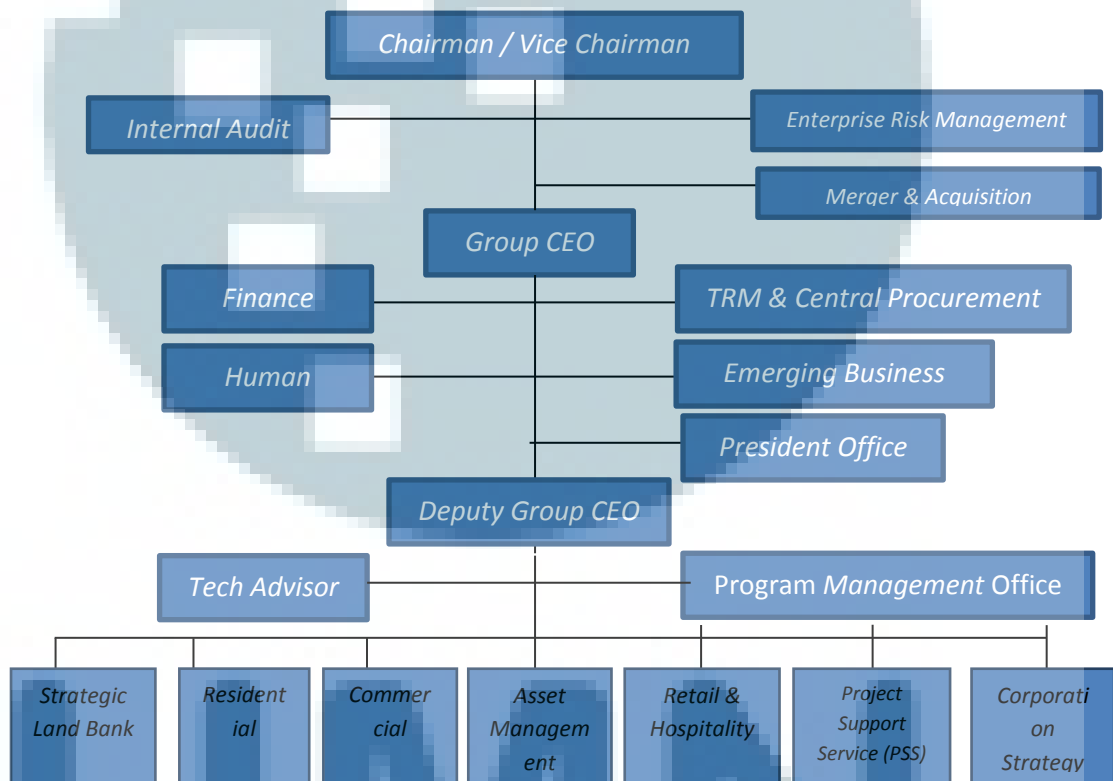 Chairman / Vice Chairman
Internal Audit
Enterprise Risk Management
Merger & Acquisition
Group CEO
Finance
TRM & Central Procurement
Human
Emerging Business
President Office
Deputy Group CEO
Tech Advisor
Program Management Office
Strategic
Land Bank
Resident
ial
Commer
cial
Asset
Managem
ent
Retail &
Hospitality
Project
Support
Service (PSS)
Corporati
on
Strategy